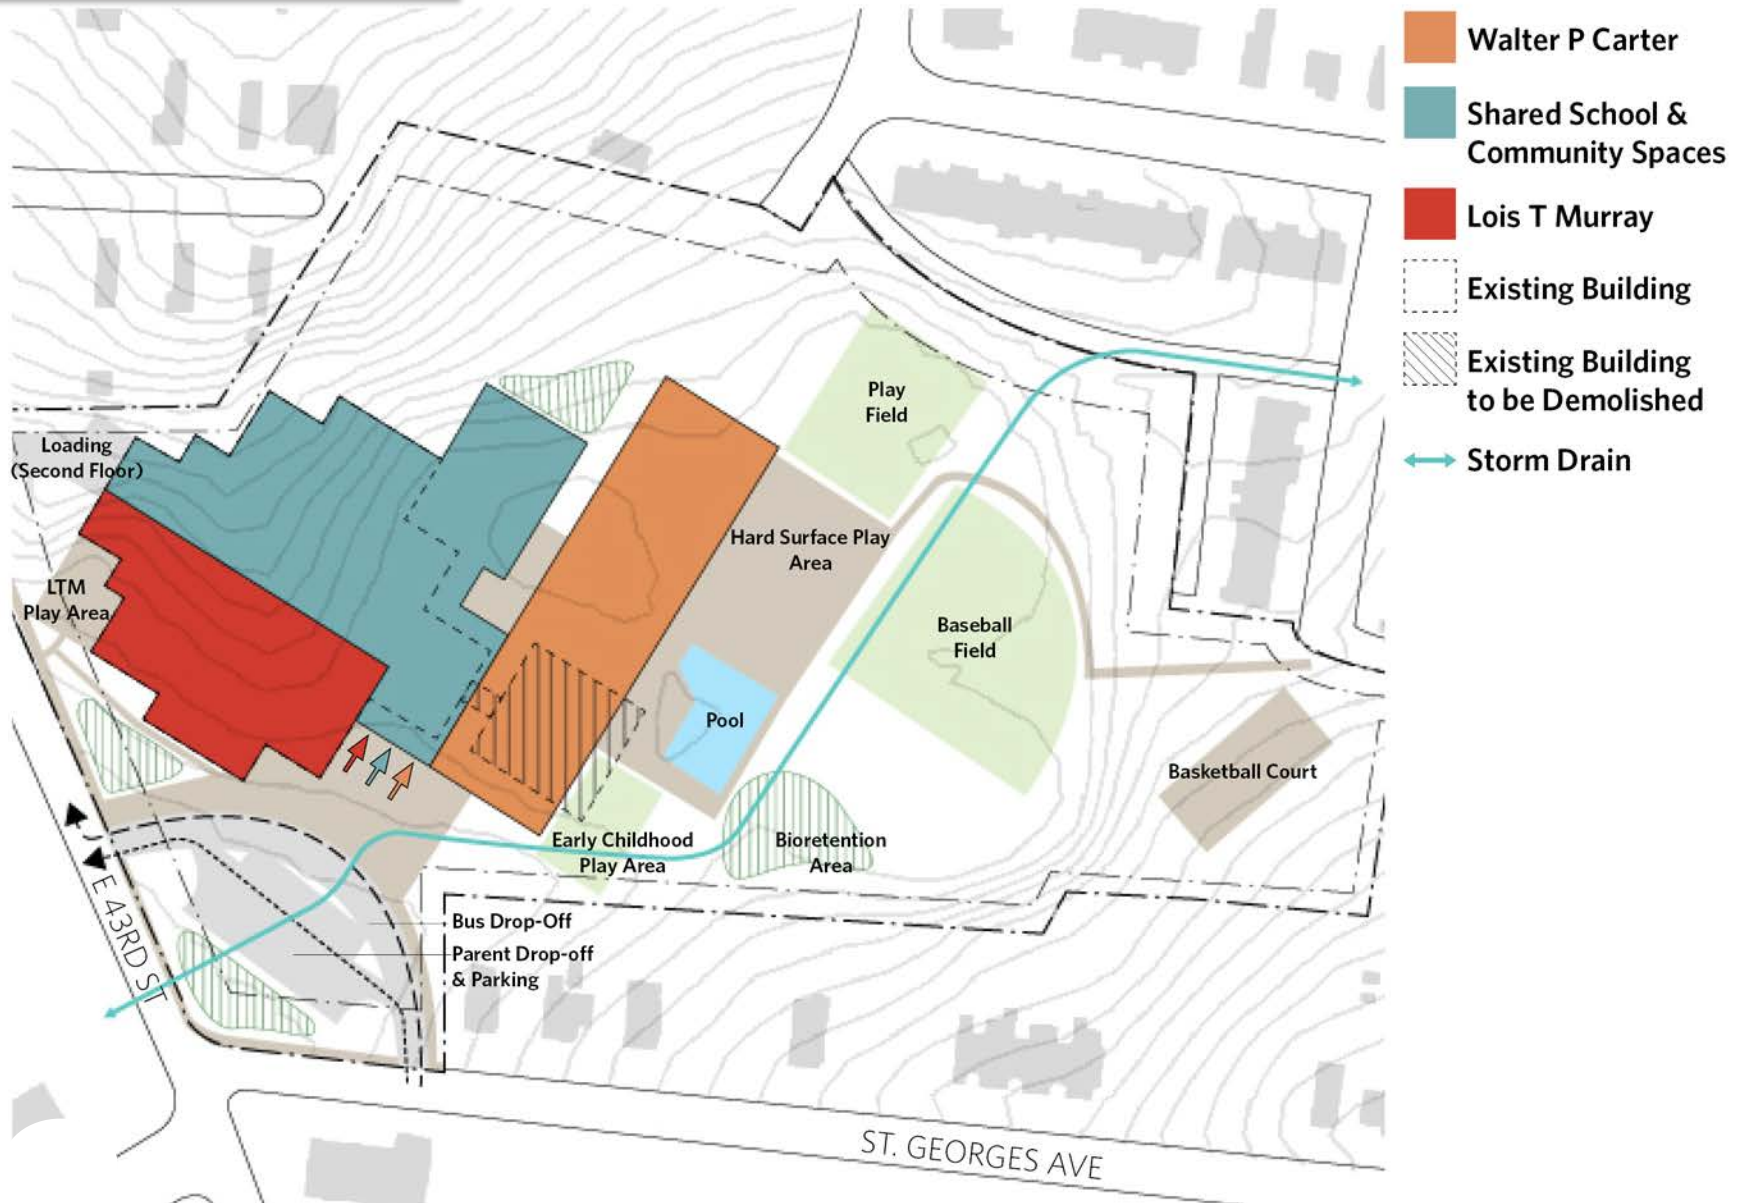 Walter P Carter
Shared School &
Community Spaces
Lois T Murray
Existing Building
Existing Building
to be Demolished
Storm Drain
Play
Field
Loading
(Second Floor)
Hard Surface Play
Area
LTM
Play Area
Baseball
Field
Pool
Basketball Court
Early Childhood
Play Area
Bioretention
Area
E 43RD ST
Bus Drop-Off
Parent Drop-off
& Parking
ST. GEORGES AVE